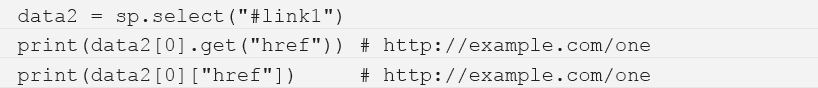 data2 = sp.select("#link1")
print(data2[0].get("href")) # http://example.com/one
print(data2[0]["href"])     # http://example.com/one